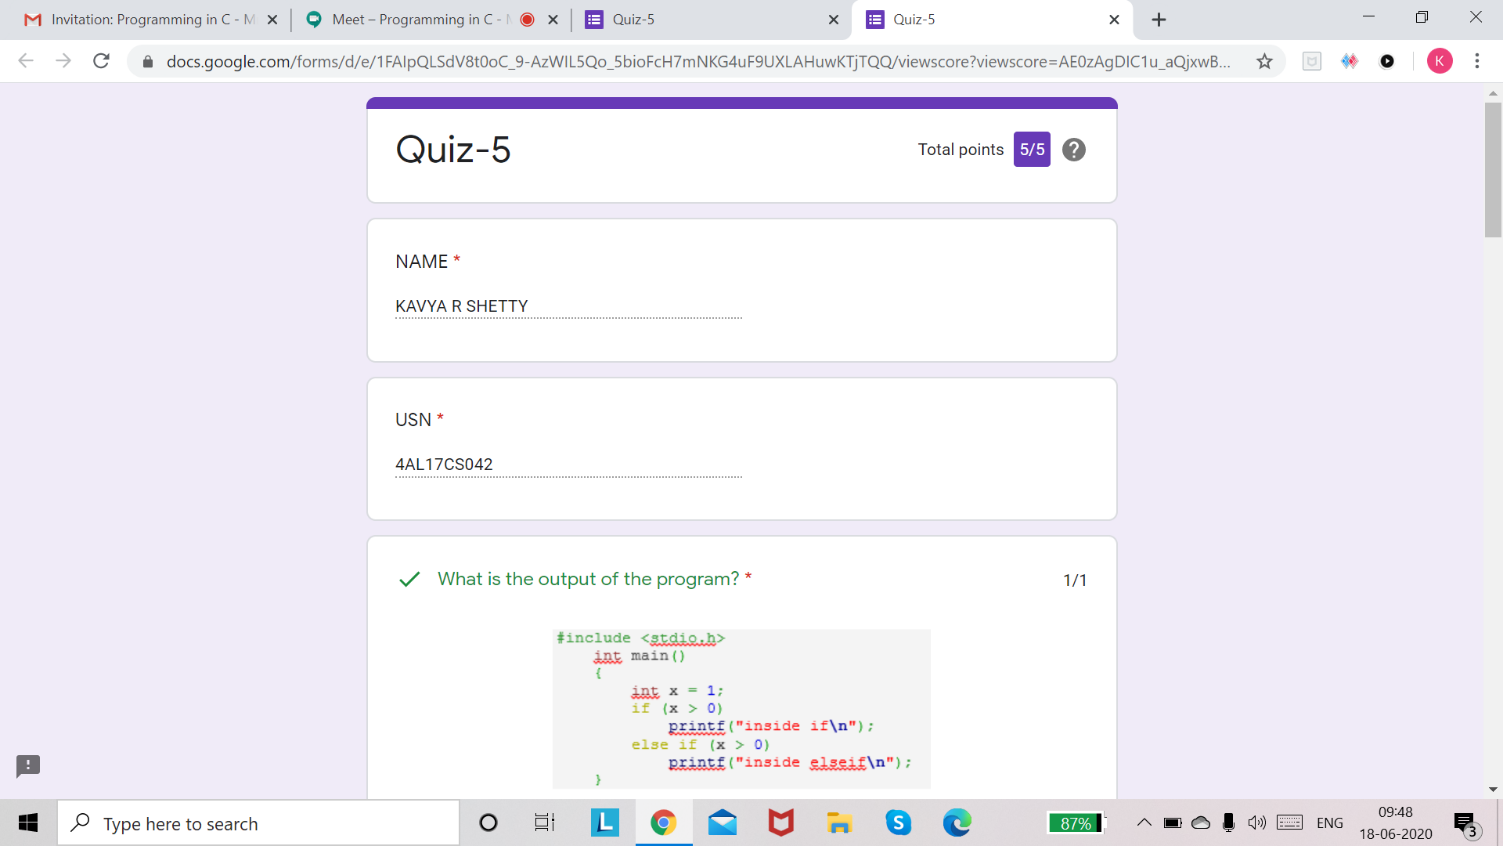 Invitation: Programming in C - M
Meet – Programming in C -
Quiz-5
Quiz-5
docs.google.com/forms/d/e/1FAIpQLSdV8t0oC_9-AzWIL5Qo_5bioFcH7mNKG4uF9UXLAHuwKTjTQQ/viewscore?viewscore=AE0zAgDIC1u_aQjxwB...
K
Quiz-5
Total points 5/5 ?
NAME *
KAVYA R SHETTY
USN *
4AL17CS042
What is the output of the program? *
1/1
#include <stdio.h>
int main()
{
int x = 1;
if (x > 0)
printf("inside if\n");
else if (x > 0)
printf("inside elseif\n");
}
Type here to search
L
S
87%
ENG
09:48
18-06-2020
3